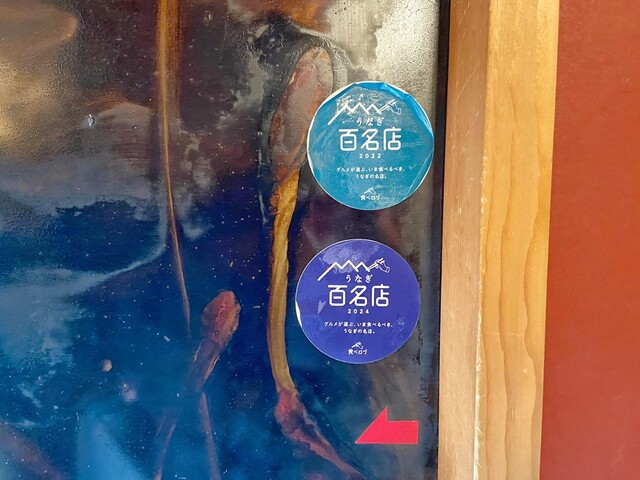 うなぎ
百名店
2022
グルメが選ぶ、いま食べるべき、
うなぎの名店。
食べログ
うなぎ
百名店
2024
グルメが選ぶ、いま食べるべき、
うなぎの名店。
食べログ